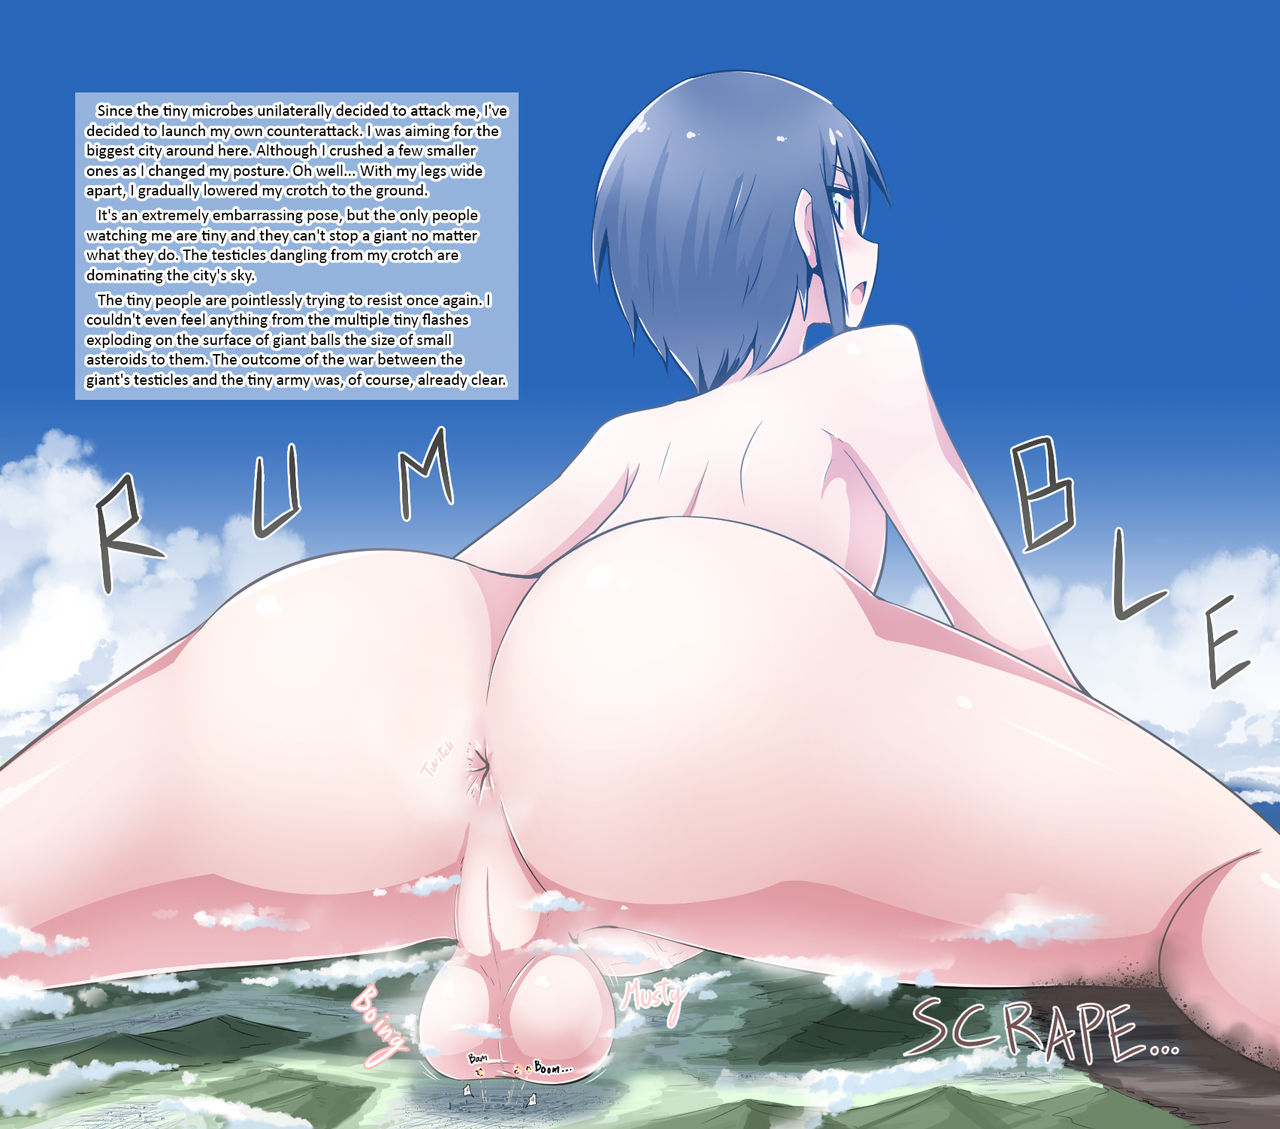 Since the tiny microbes unilaterally decided to attack me, I've
decided to launch my own counterattack. I was aiming for the
biggest city around here. Although I crushed a few smaller
ones as I changed my posture. Oh well... With my legs wide
apart, I gradually lowered my crotch to the ground.
It's an extremely embarrassing pose, but the only people
watching me are tiny and they can't stop a giant no matter
what they do. The testicles dangling from my crotch are
dominating the city's sky.
The tiny people are pointlessly trying to resist once again. I
couldn't even feel anything from the multiple tiny flashes
exploding on the surface of giant balls the size of small
asteroids to them. The outcome of the war between the
giant's testicles and the tiny army was, of course, already clear.
RUMBLE
Twitch
Boing
Musty
SCRAPE...
Boom
Boom...